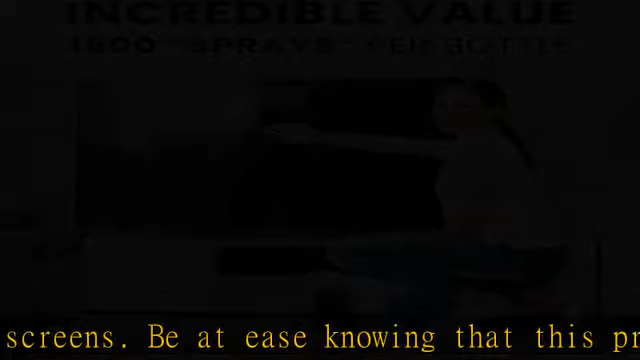 INCREDIBLE VALUE
1500 "SPRAYS" PER BOTTLE
screens. Be at ease knowing that this pr